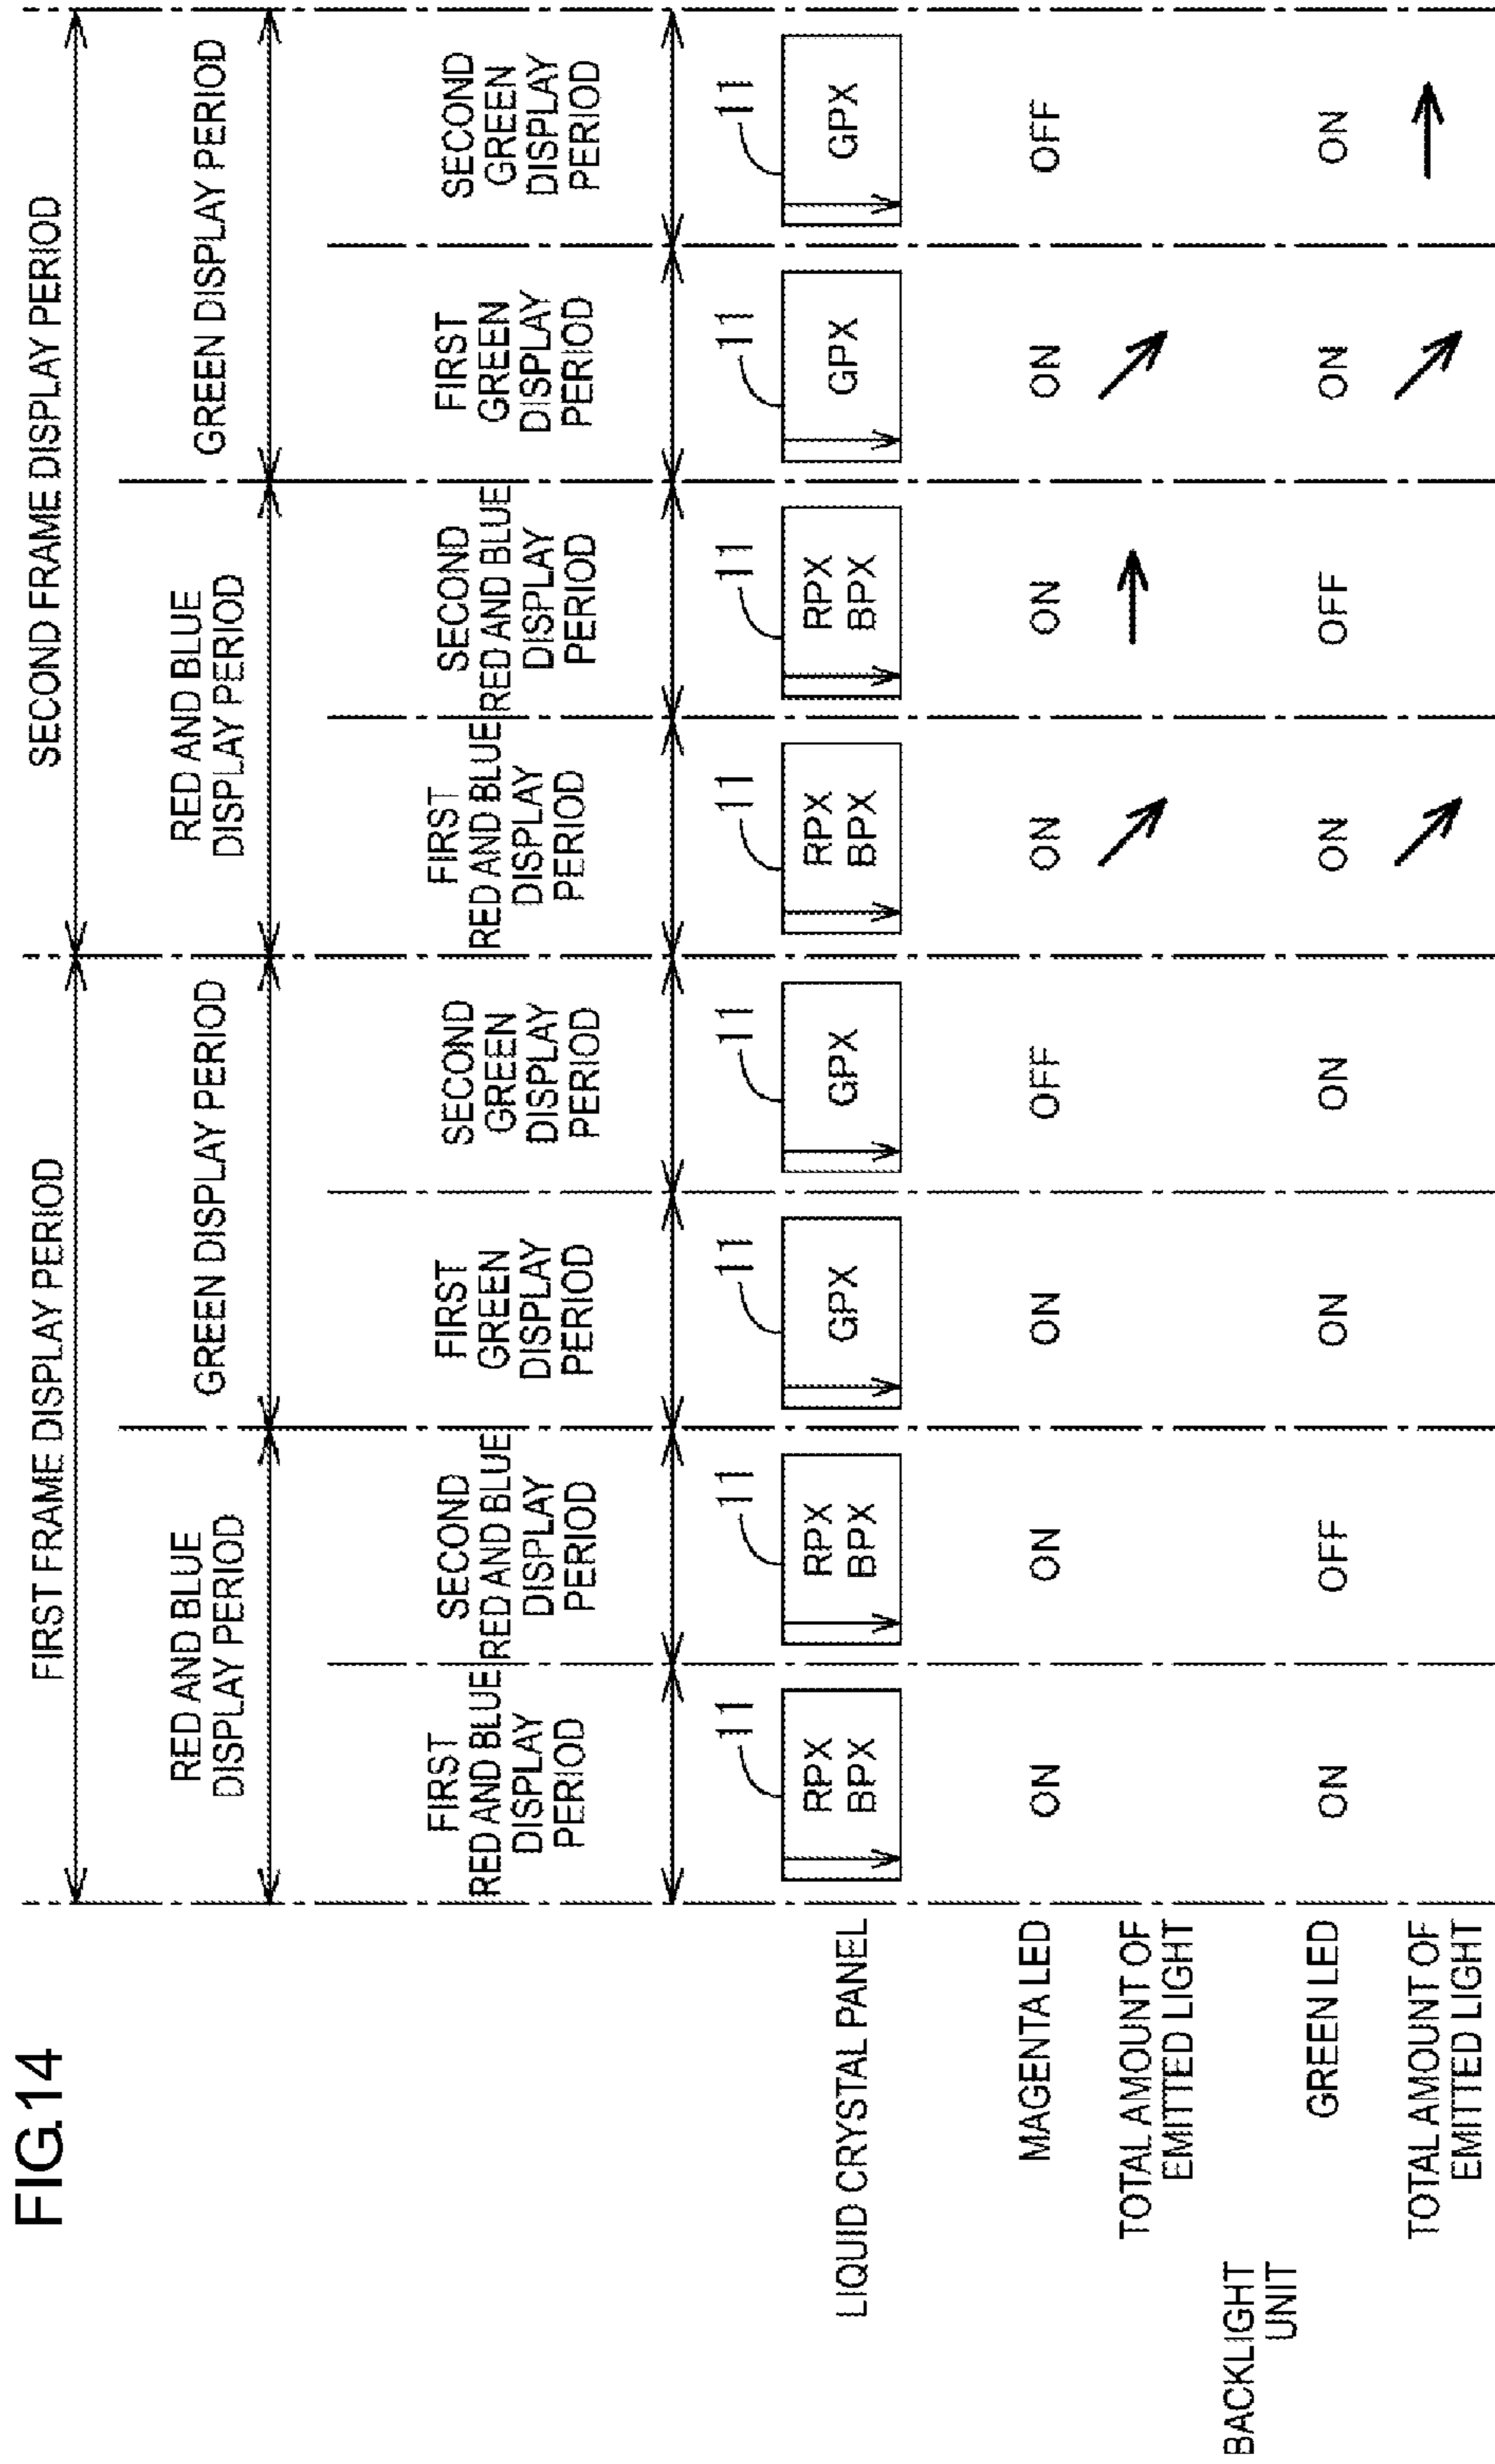 FIG.14
FIRST FRAME DISPLAY PERIOD
SECOND FRAME DISPLAY PERIOD
RED AND BLUE
DISPLAY PERIOD
GREEN DISPLAY PERIOD
RED AND BLUE
DISPLAY PERIOD
GREEN DISPLAY PERIOD
FIRST
RED AND BLUE
DISPLAY
PERIOD
SECOND
RED AND BLUE
DISPLAY
PERIOD
FIRST
GREEN
DISPLAY
PERIOD
SECOND
GREEN
DISPLAY
PERIOD
FIRST
RED AND BLUE
DISPLAY
PERIOD
SECOND
RED AND BLUE
DISPLAY
PERIOD
FIRST
GREEN
DISPLAY
PERIOD
SECOND
GREEN
DISPLAY
PERIOD
11 11 11 11 11 11 11 11
LIQUID CRYSTAL PANEL
RPX
BPX
RPX
BPX
GPX
GPX
RPX
BPX
RPX
BPX
GPX
GPX
MAGENTA LED ON ON ON OFF ON ON ON OFF
TOTAL AMOUNT OF
EMITTED LIGHT
BACKLIGHT
UNIT
GREEN LED ON OFF ON ON ON OFF ON ON
TOTAL AMOUNT OF
EMITTED LIGHT